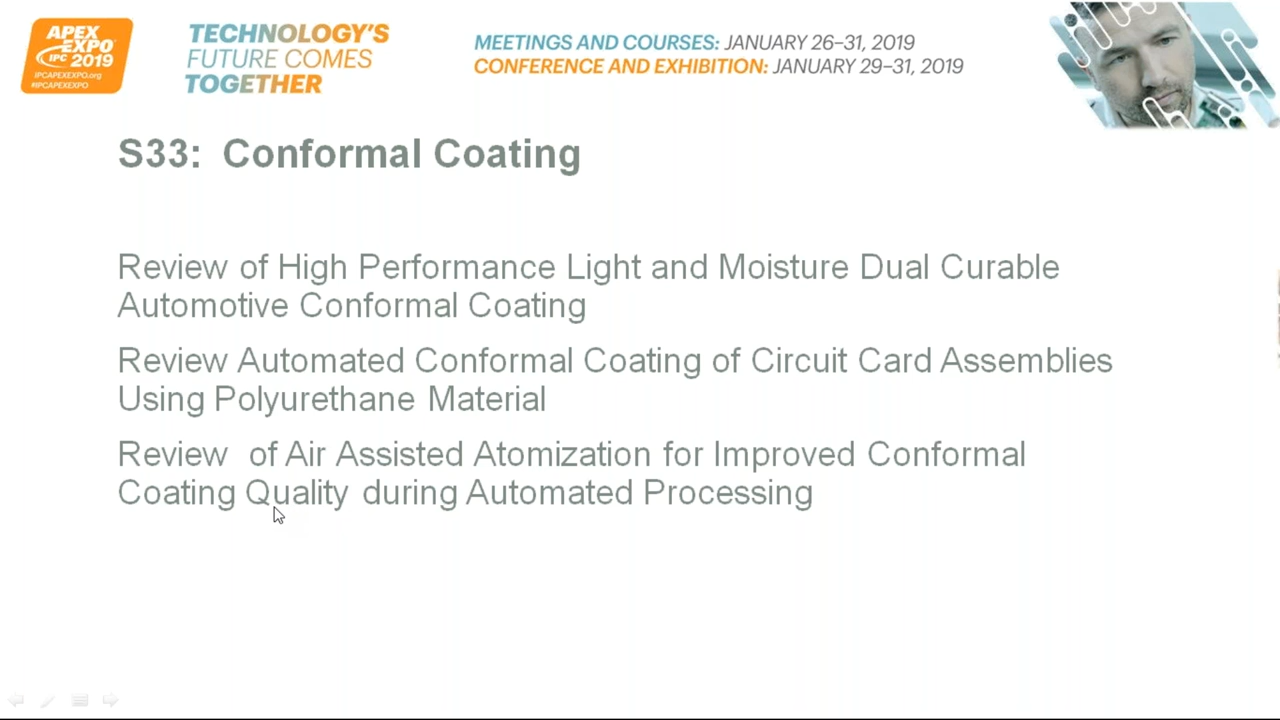 APEX
EXPO
IPC 2019
IPCAPEXEXPO.org
#IPCAPEXEXPO
TECHNOLOGY'S
FUTURE COMES
TOGETHER
MEETINGS AND COURSES: JANUARY 26–31, 2019
CONFERENCE AND EXHIBITION: JANUARY 29–31, 2019
S33: Conformal Coating
Review of High Performance Light and Moisture Dual Curable
Automotive Conformal Coating
Review Automated Conformal Coating of Circuit Card Assemblies
Using Polyurethane Material
Review of Air Assisted Atomization for Improved Conformal
Coating Quality during Automated Processing